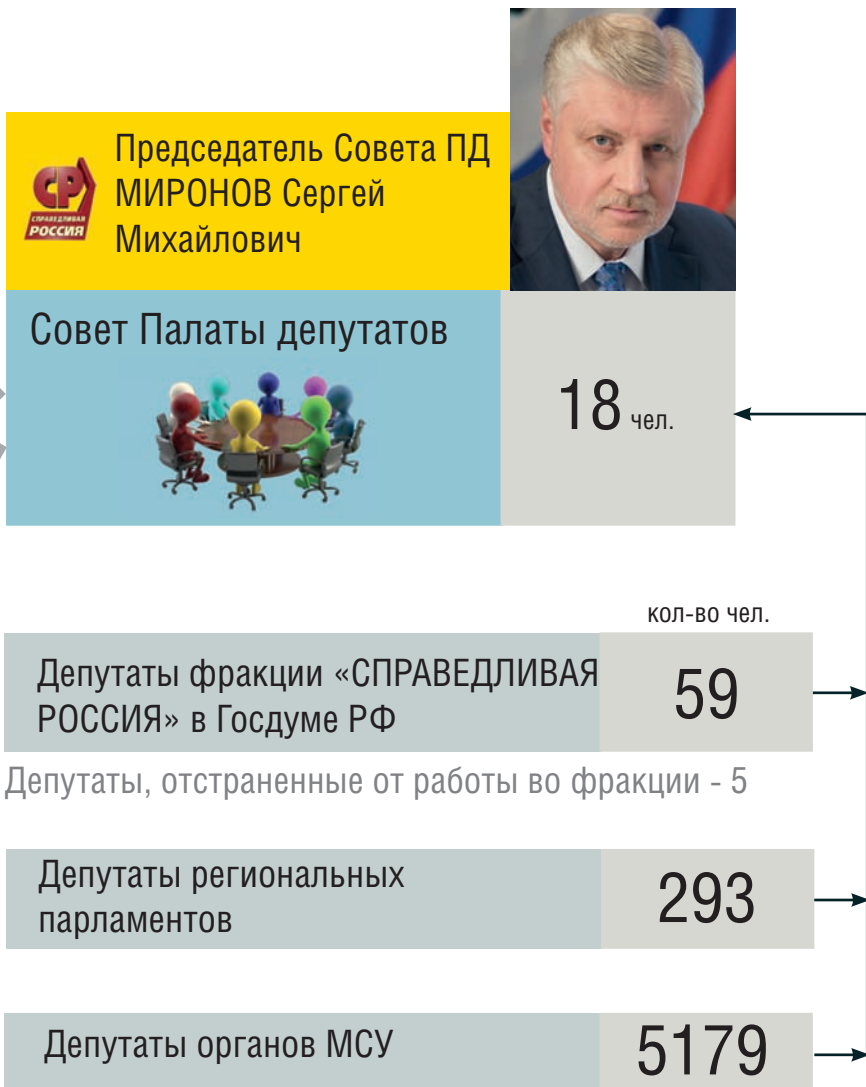 Председатель Совета ПД
МИРОНОВ Сергей
Михайлович
СР
СПРАВЕДЛИВАЯ
РОССИЯ
Совет Палаты депутатов
18 чел.
кол-во чел.
Депутаты фракции «СПРАВЕДЛИВАЯ
РОССИЯ» в Госдуме РФ
59
Депутаты, отстраненные от работы во фракции - 5
Депутаты региональных
парламентов
293
Депутаты органов МСУ
5179